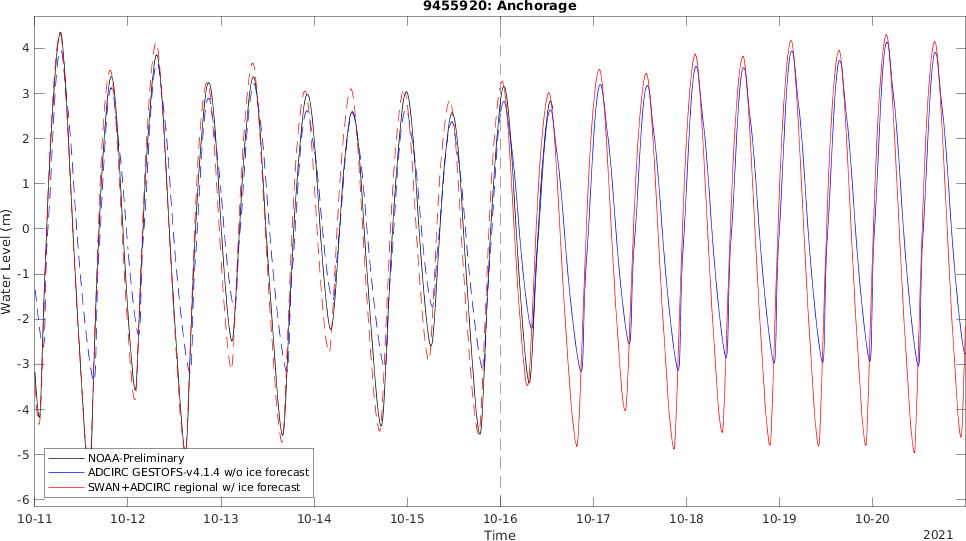 9455920: Anchorage
4
3
2
1
0
-1
-2
-3
-4
-5
-6
Water Level (m)
NOAA-Preliminary
ADCIRC GESTOFS-v4.1.4 w/o ice forecast
SWAN+ADCIRC regional w/ ice forecast
10-11 10-12 10-13 10-14 10-15 10-16 10-17 10-18 10-19 10-20
Time
2021